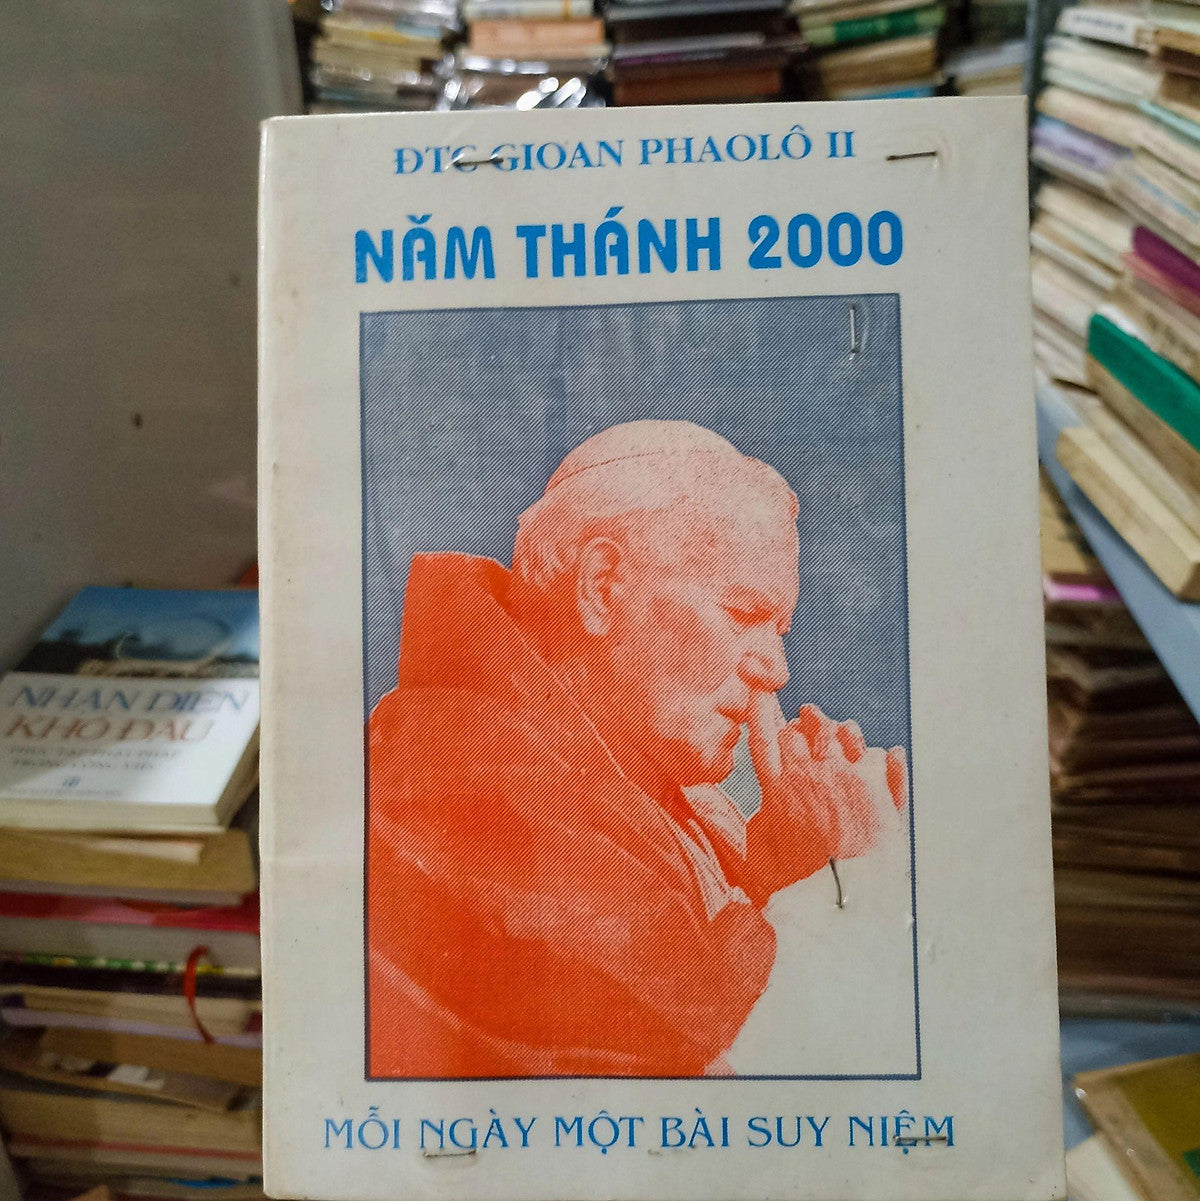 ĐTC GIOAN PHAOLÔ II
NĂM THÁNH 2000
MỖI NGÀY MỘT BÀI SUY NIỆM
NHẬN DIỆN
KHỔ ĐAU